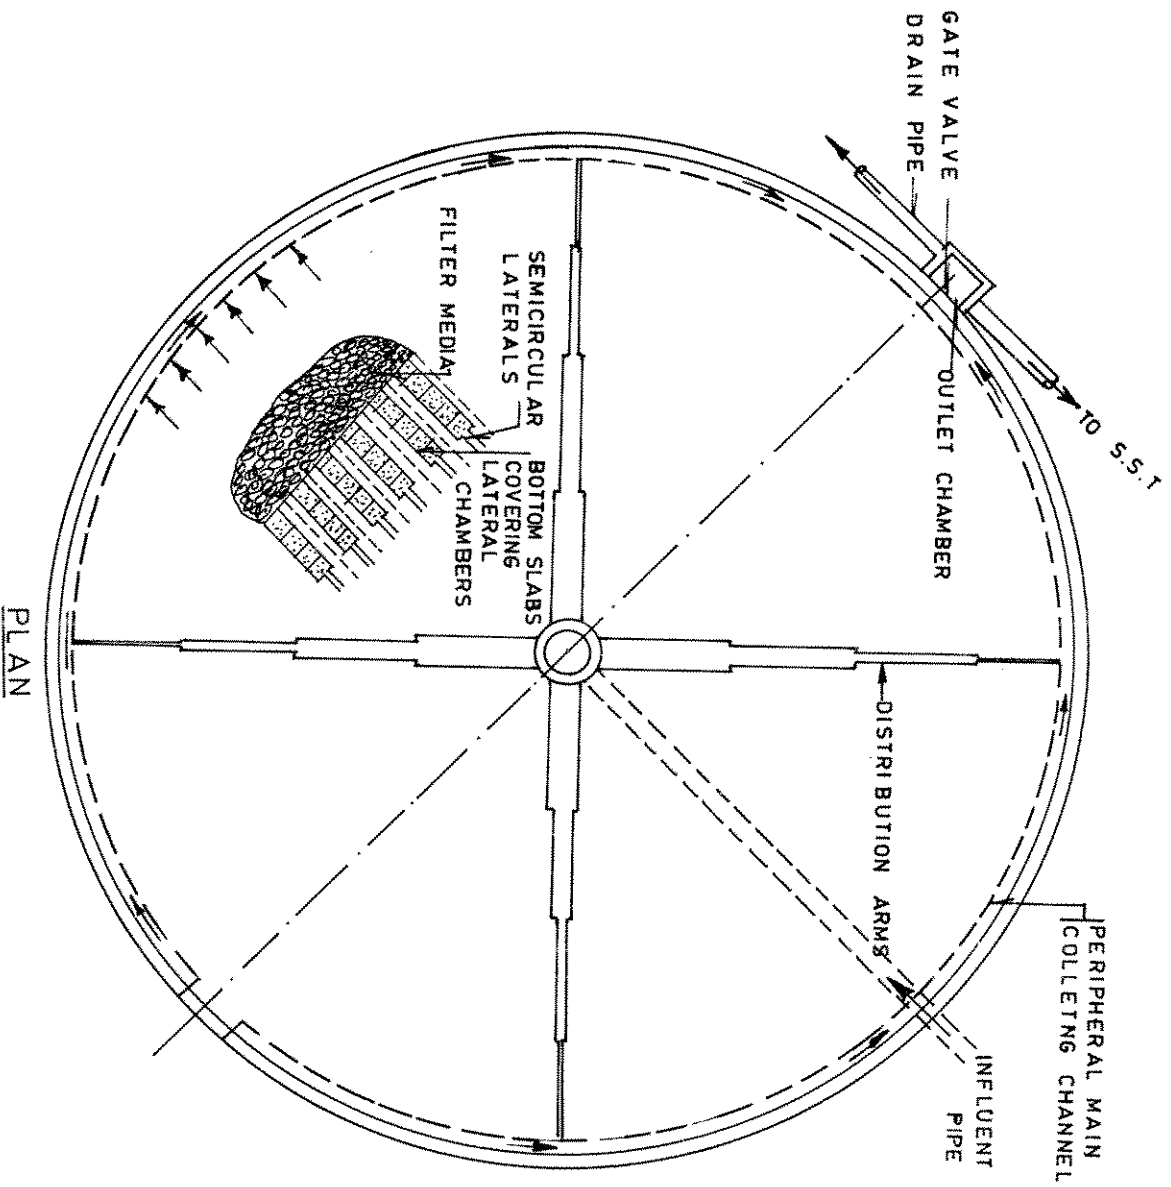 GATE VALVE
DRAIN PIPE
OUTLET CHAMBER
TO S.S.T
PERIPHERAL MAIN
COLLETNG CHANNEL
INFLUENT
PIPE
DISTRIBUTION ARMS
SEMICIRCULAR
LATERALS
FILTER MEDIA
BOTTOM SLABS
COVERING
LATERAL
CHAMBERS
PLAN